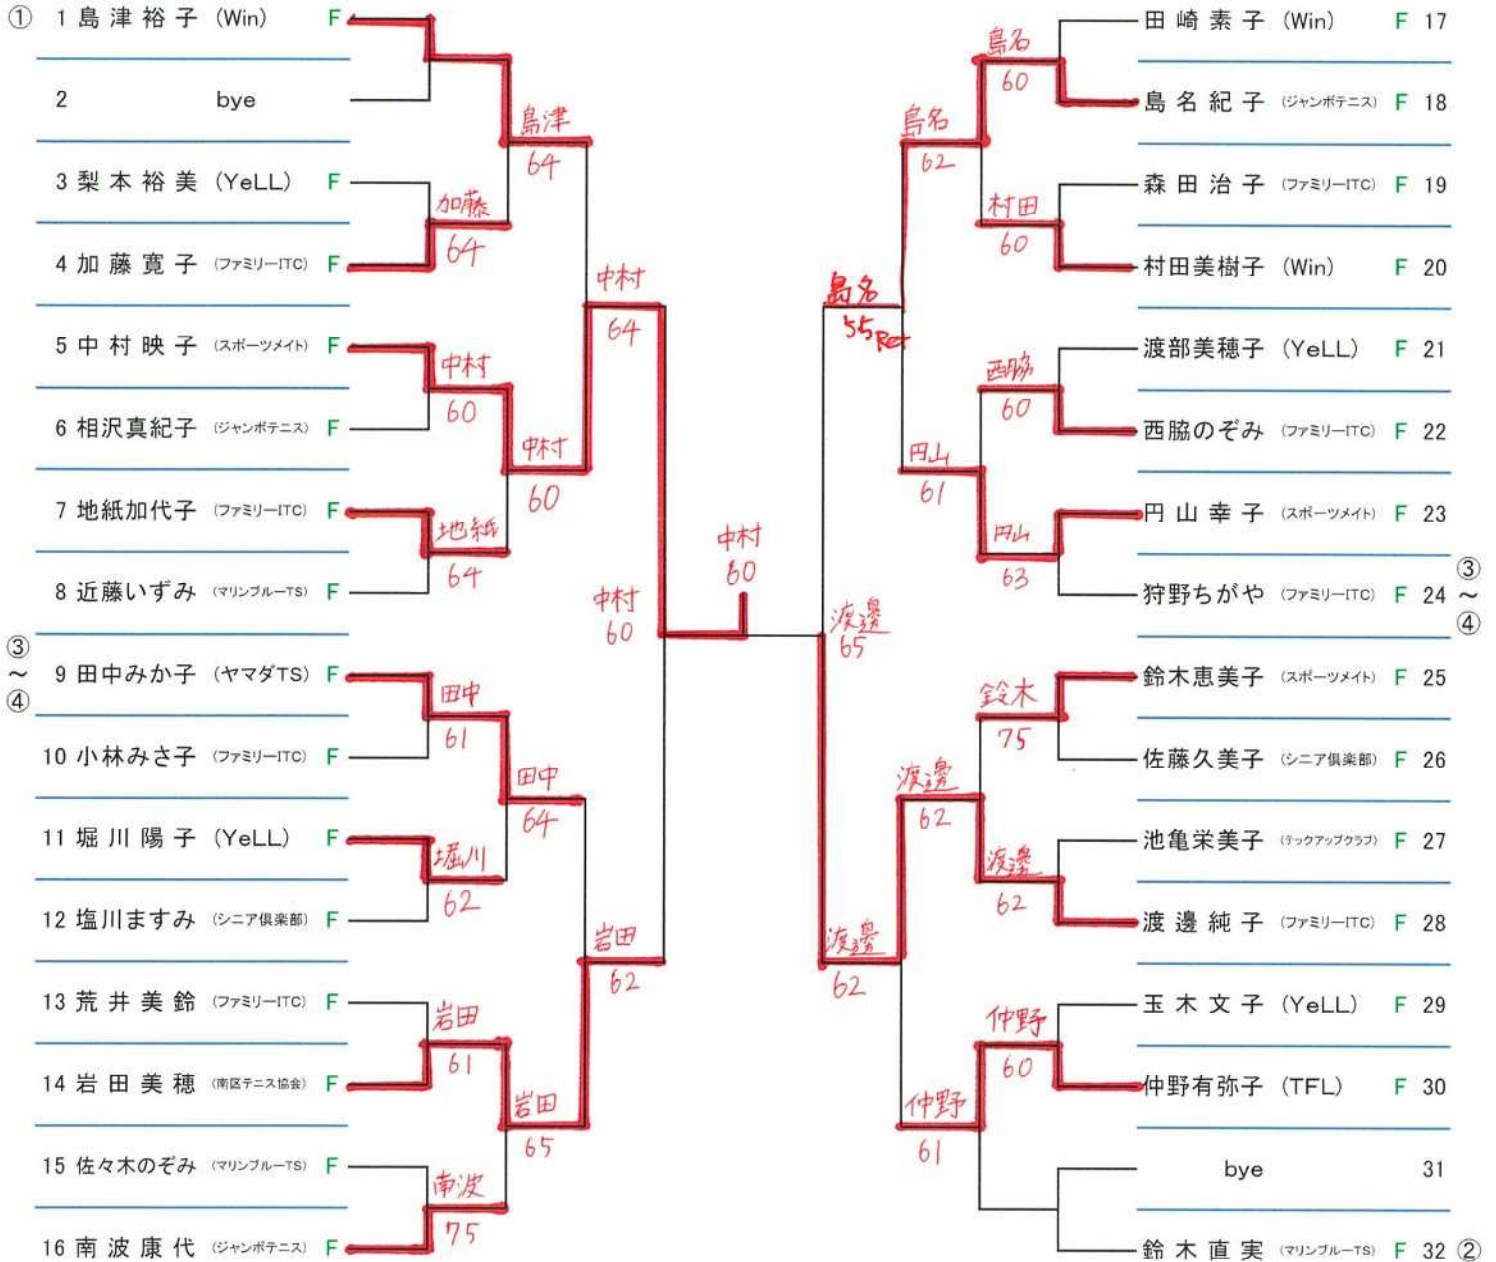 ① 1 島津裕子 (Win) F
2 bye
3 梨本裕美 (YeLL) F
4 加藤寛子 (ファミリーITC) F
5 中村映子 (スポーツメイト) F
6 相沢真紀子 (ジャンボテニス) F
7 地紙加代子 (ファミリーITC) F
8 近藤いずみ (マリンブルーTS) F
③
～
④
9 田中みか子 (ヤマダTS) F
10 小林みさ子 (ファミリーITC) F
11 堀川陽子 (YeLL) F
12 塩川ますみ (シニア倶楽部) F
13 荒井美鈴 (ファミリーITC) F
14 岩田美穂 (南区テニス協会) F
15 佐々木のぞみ (マリンブルーTS) F
16 南波康代 (ジャンボテニス) F
加藤
64
中村
60
地紙
64
田中
61
堀川
62
岩田
61
南波
75
島津
64
中村
60
田中
64
岩田
65
中村
64
岩田
62
中村
60
中村
60
渡邊
65
島名
55 Ret
渡邊
62
島名
62
円山
61
渡邊
62
仲野
61
島名
60
村田
60
西脇
60
円山
63
鈴木
75
渡邊
62
仲野
60
田崎素子 (Win) F 17
島名紀子 (ジャンボテニス) F 18
森田治子 (ファミリーITC) F 19
村田美樹子 (Win) F 20
渡部美穂子 (YeLL) F 21
西脇のぞみ (ファミリーITC) F 22
円山幸子 (スポーツメイト) F 23
狩野ちがや (ファミリーITC) F 24
③
～
④
鈴木恵美子 (スポーツメイト) F 25
佐藤久美子 (シニア倶楽部) F 26
池亀栄美子 (テックアップクラブ) F 27
渡邊純子 (ファミリーITC) F 28
玉木文子 (YeLL) F 29
仲野有弥子 (TFL) F 30
bye 31
鈴木直実 (マリンブルーTS) F 32 ②